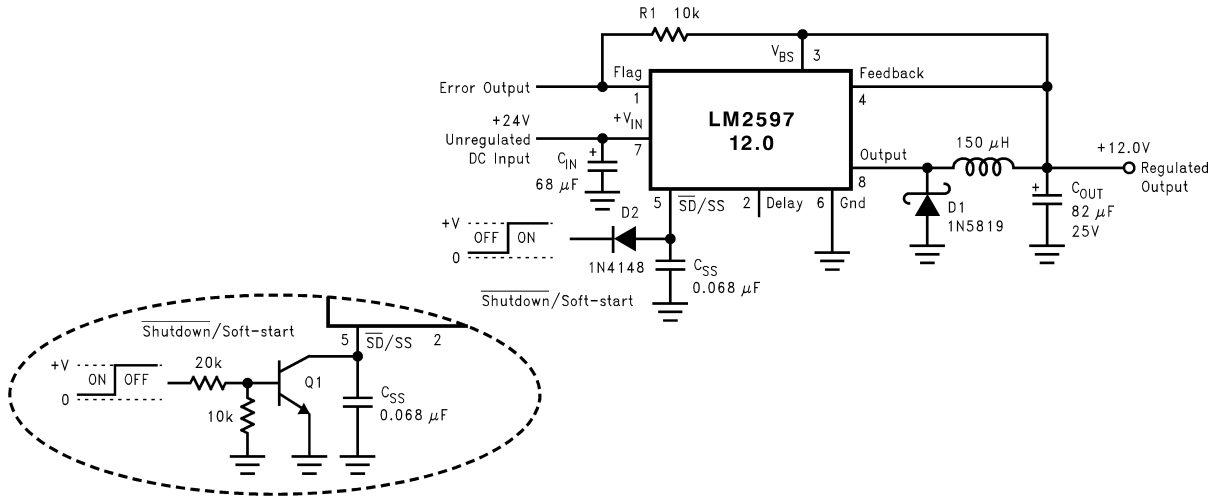 R1 10k
V_BS 3
Flag
Feedback
Error Output
1
4
+24V
+V_IN
LM2597
Unregulated
12.0
150 μH
DC Input
C_IN
+
7
Output
+12.0V
68 μF
8
Regulated
Output
5
SD/SS
2
Delay
6
Gnd
D1
1N5819
+
C_OUT
82 μF
25V
+V
OFF
ON
0
D2
1N4148
C_SS
0.068 μF
Shutdown/Soft-start
Shutdown/Soft-start
5
SD/SS
2
+V
ON
OFF
0
20k
Q1
10k
C_SS
0.068 μF